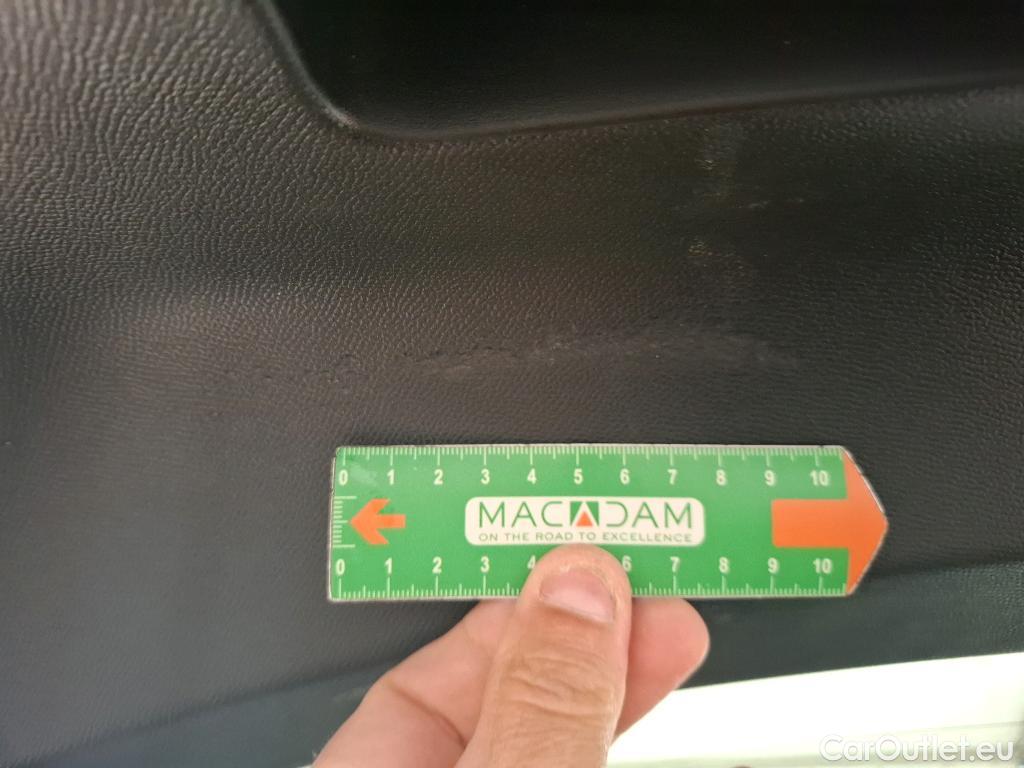 0 1 2 3 4 5 6 7 8 9 10
MACADAM
ON THE ROAD TO EXCELLENCE
0 1 2 3 4 6 7 8 9 10
CarOutlet.eu